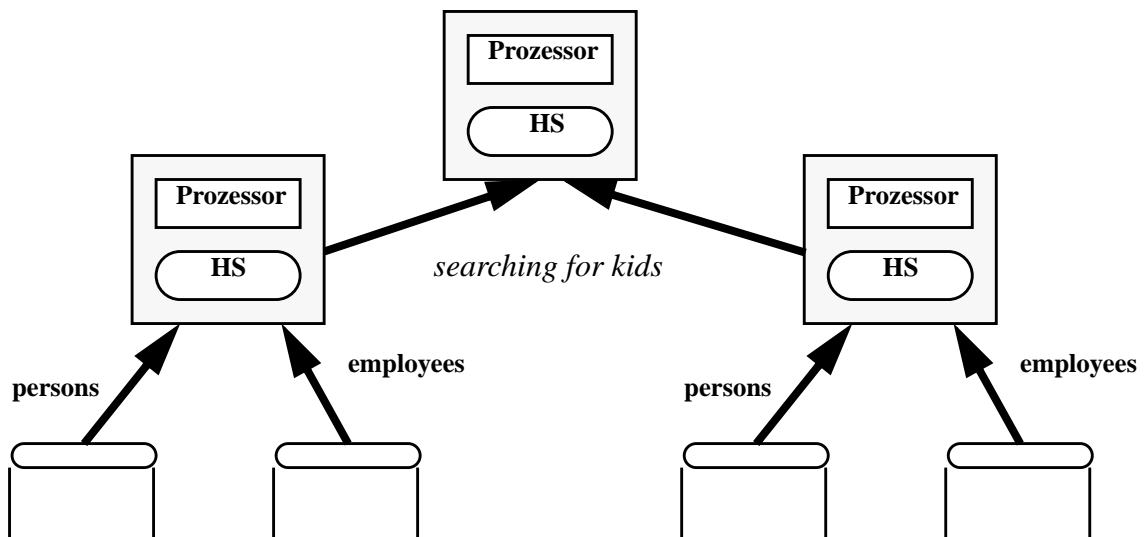 Prozessor
HS
Prozessor
HS
Prozessor
HS
searching for kids
persons
employees
persons
employees